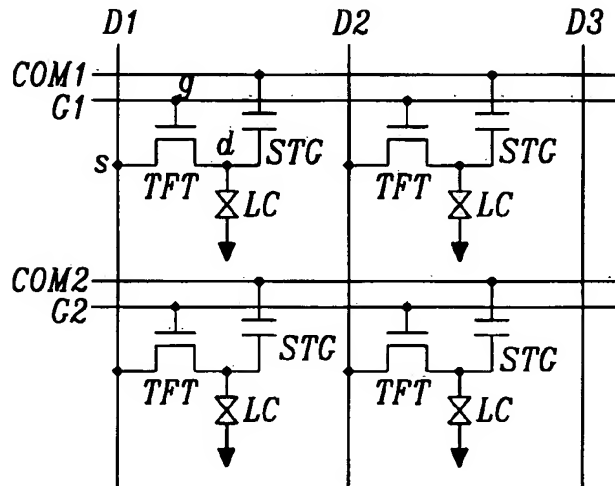 D1 D2 D3
COM1
G1 g
STG STG
s d
TFT TFT
LC LC
COM2
G2
STG STG
TFT TFT
LC LC